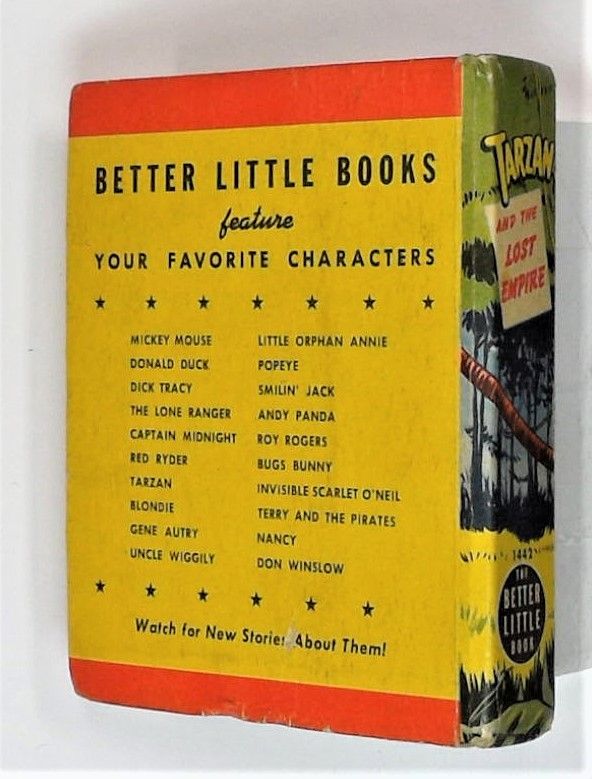 BETTER LITTLE BOOKS
feature
YOUR FAVORITE CHARACTERS
MICKEY MOUSE
DONALD DUCK
DICK TRACY
THE LONE RANGER
CAPTAIN MIDNIGHT
RED RYDER
TARZAN
BLONDIE
GENE AUTRY
UNCLE WIGGILY
LITTLE ORPHAN ANNIE
POPEYE
SMILIN' JACK
ANDY PANDA
ROY ROGERS
BUGS BUNNY
INVISIBLE SCARLET O'NEIL
TERRY AND THE PIRATES
NANCY
DON WINSLOW
Watch for New Stories About Them!
TARZAN
AND THE
LOST
EMPIRE
1442
THE
BETTER
LITTLE
BOOK